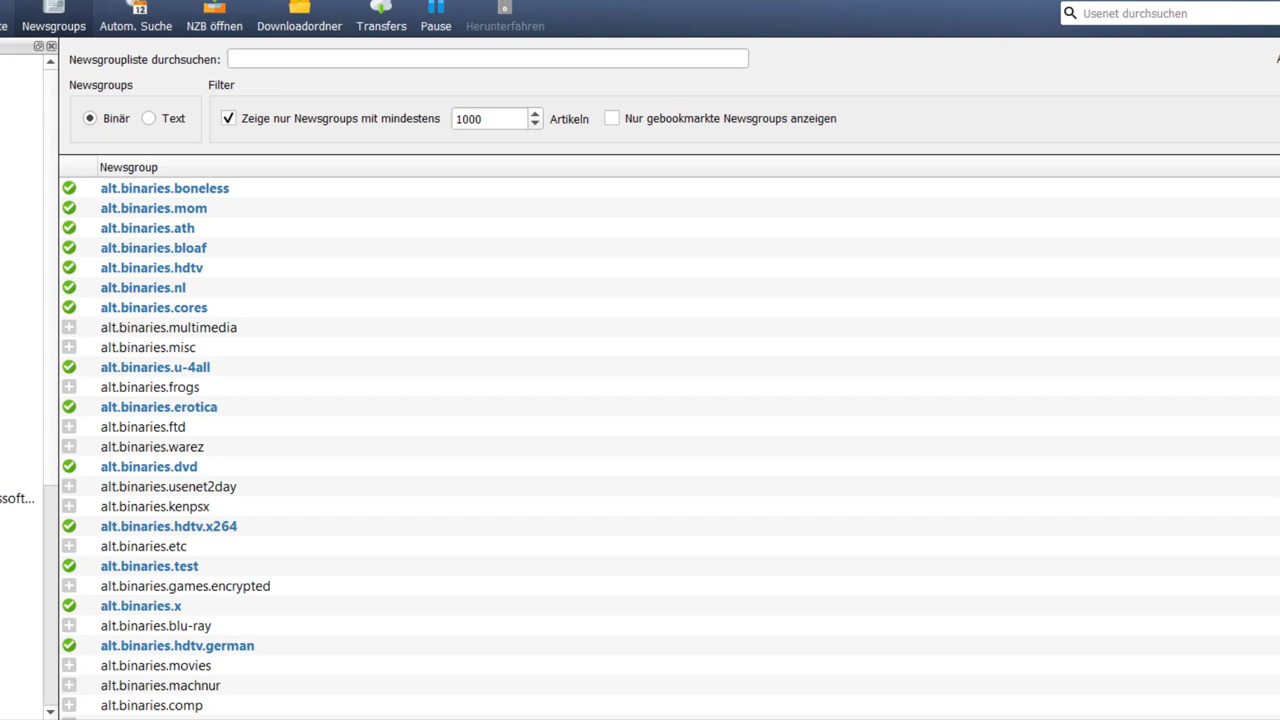 te Newsgroups Autom. Suche NZB öffnen Downloadordner Transfers Pause Herunterfahren Usenet durchsuchen
12
Newsgroupliste durchsuchen:
Newsgroups Filter
Binär Text Zeige nur Newsgroups mit mindestens 1000 Artikeln Nur gebookmarkte Newsgroups anzeigen
Newsgroup
alt.binaries.boneless
alt.binaries.mom
alt.binaries.ath
alt.binaries.bloaf
alt.binaries.hdtv
alt.binaries.nl
alt.binaries.cores
alt.binaries.multimedia
alt.binaries.misc
alt.binaries.u-4all
alt.binaries.frogs
alt.binaries.erotica
alt.binaries.ftd
alt.binaries.warez
alt.binaries.dvd
alt.binaries.usenet2day
ssoft...
alt.binaries.kenpsx
alt.binaries.hdtv.x264
alt.binaries.etc
alt.binaries.test
alt.binaries.games.encrypted
alt.binaries.x
alt.binaries.blu-ray
alt.binaries.hdtv.german
alt.binaries.movies
alt.binaries.machnur
alt.binaries.comp